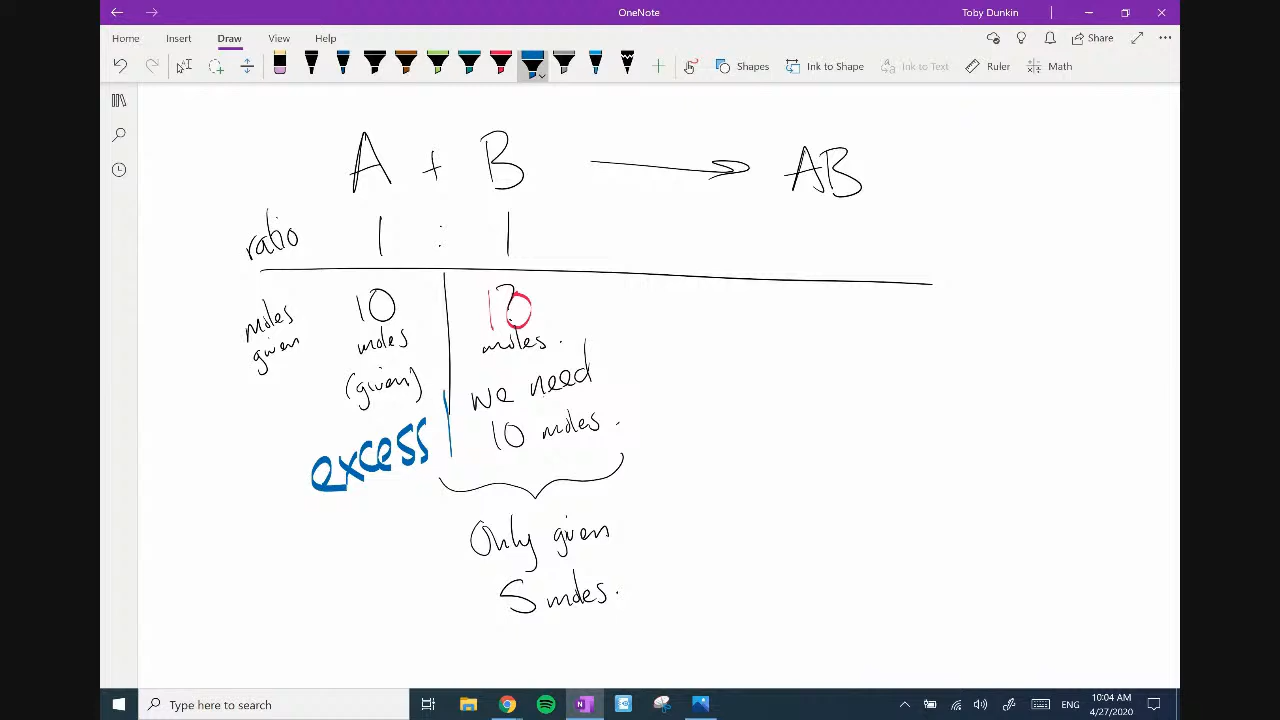 OneNote
Toby Dunkin
Home Insert Draw View Help
Share
Shapes Ink to Shape Ink to Text Ruler Math
A + B → AB
ratio 1 : 1
moles given
10 moles (given)
excess
10 ? moles.
we need
10 moles.
Only given
5 moles.
Type here to search
ENG
10:04 AM
4/27/2020